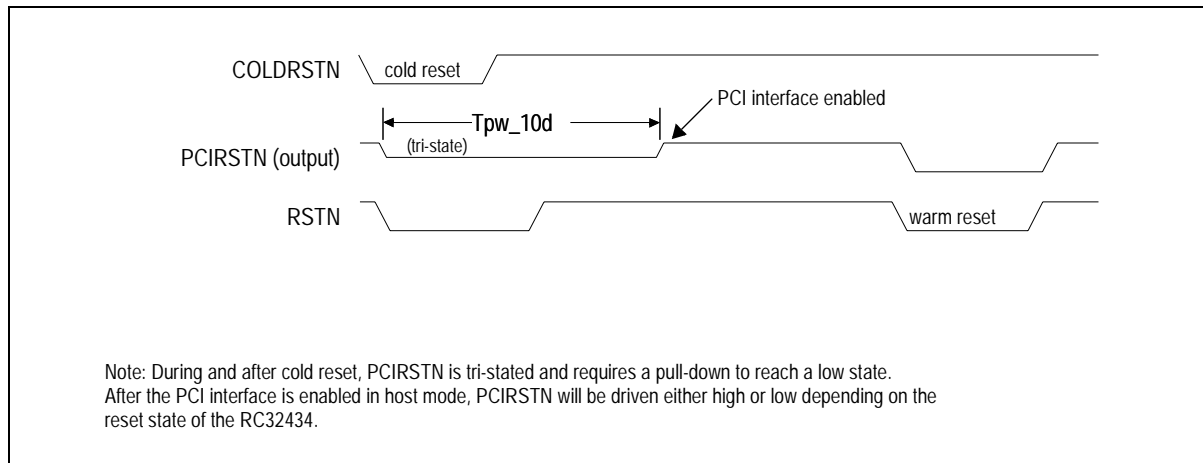 COLDRSTN
cold reset
PCI interface enabled
Tpw_10d
(tri-state)
PCIRSTN (output)
RSTN
warm reset
Note: During and after cold reset, PCIRSTN is tri-stated and requires a pull-down to reach a low state.
After the PCI interface is enabled in host mode, PCIRSTN will be driven either high or low depending on the
reset state of the RC32434.